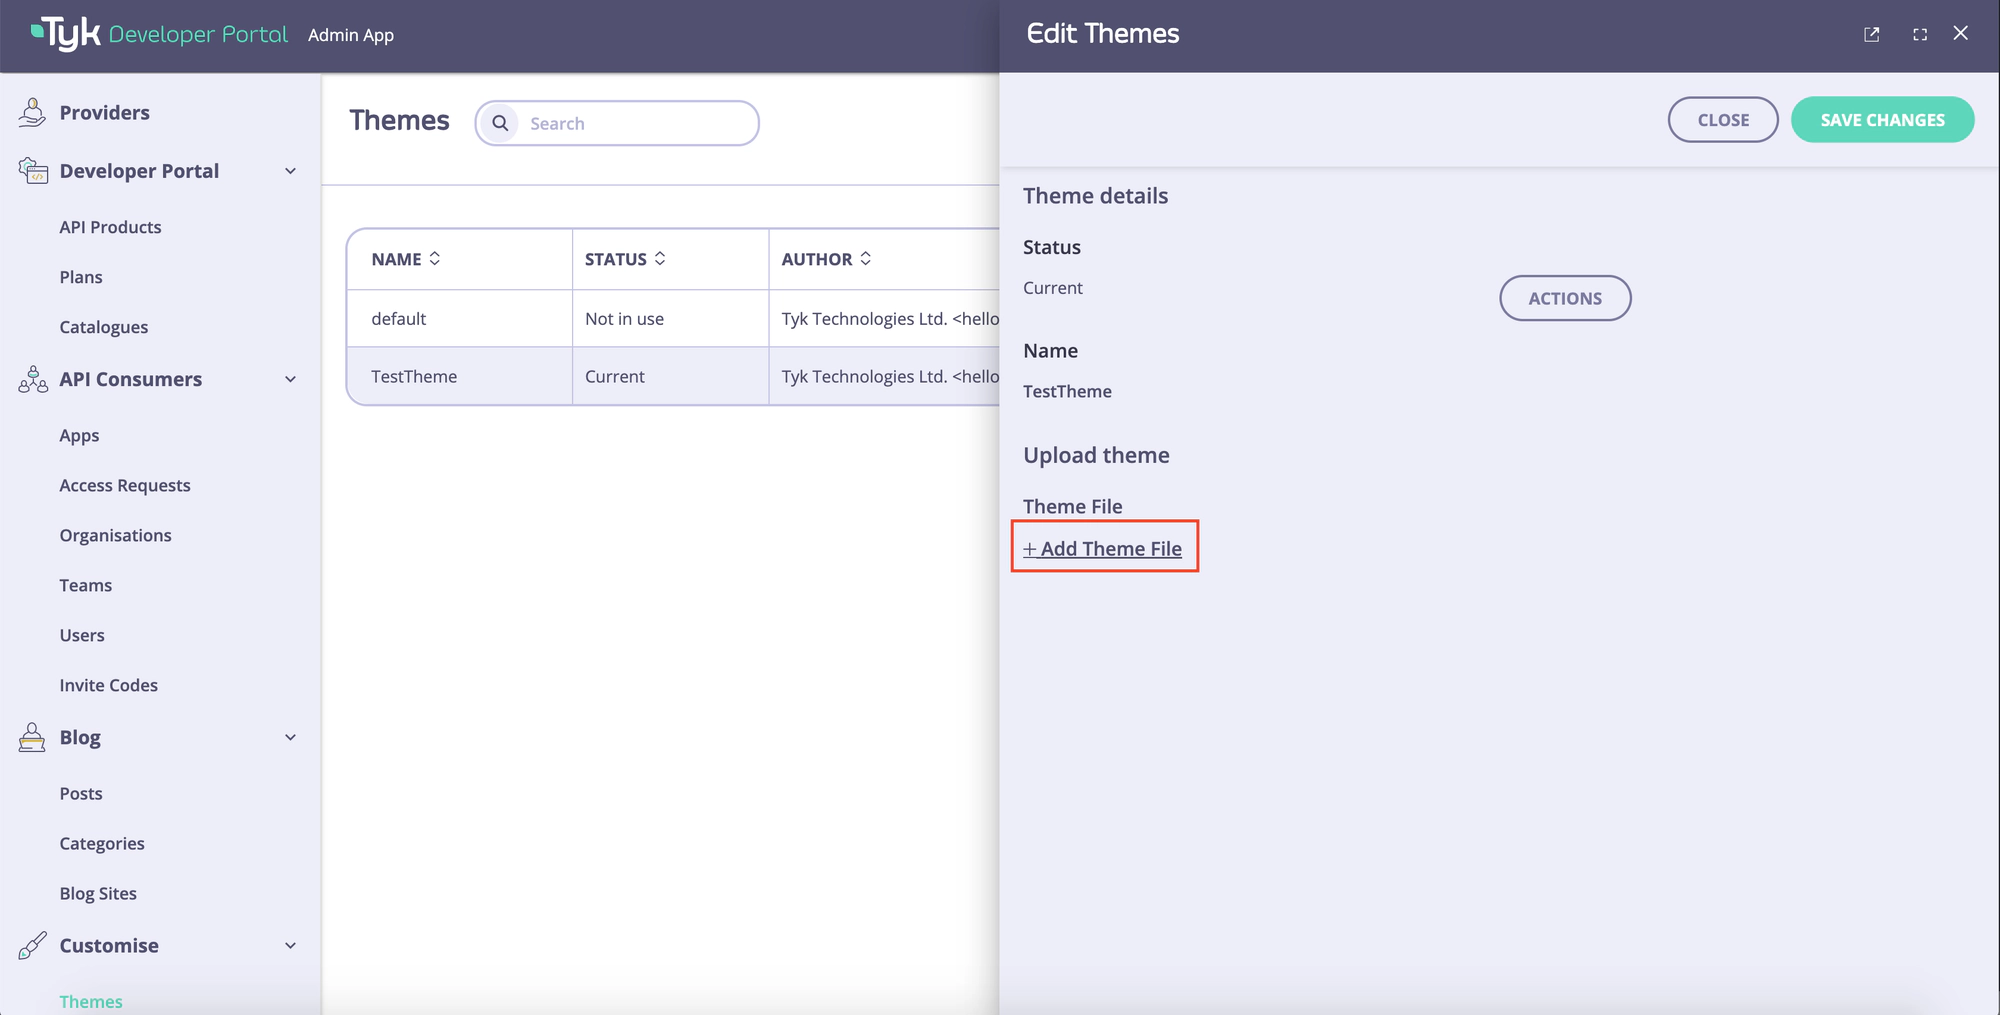 Tyk Developer Portal Admin App
Providers
Developer Portal
API Products
Plans
Catalogues
API Consumers
Apps
Access Requests
Organisations
Teams
Users
Invite Codes
Blog
Posts
Categories
Blog Sites
Customise
Themes
Themes
Search
NAME STATUS AUTHOR
default Not in use Tyk Technologies Ltd. <hello
TestTheme Current Tyk Technologies Ltd. <hello
Edit Themes
CLOSE SAVE CHANGES
Theme details
Status
Current
ACTIONS
Name
TestTheme
Upload theme
Theme File
+ Add Theme File